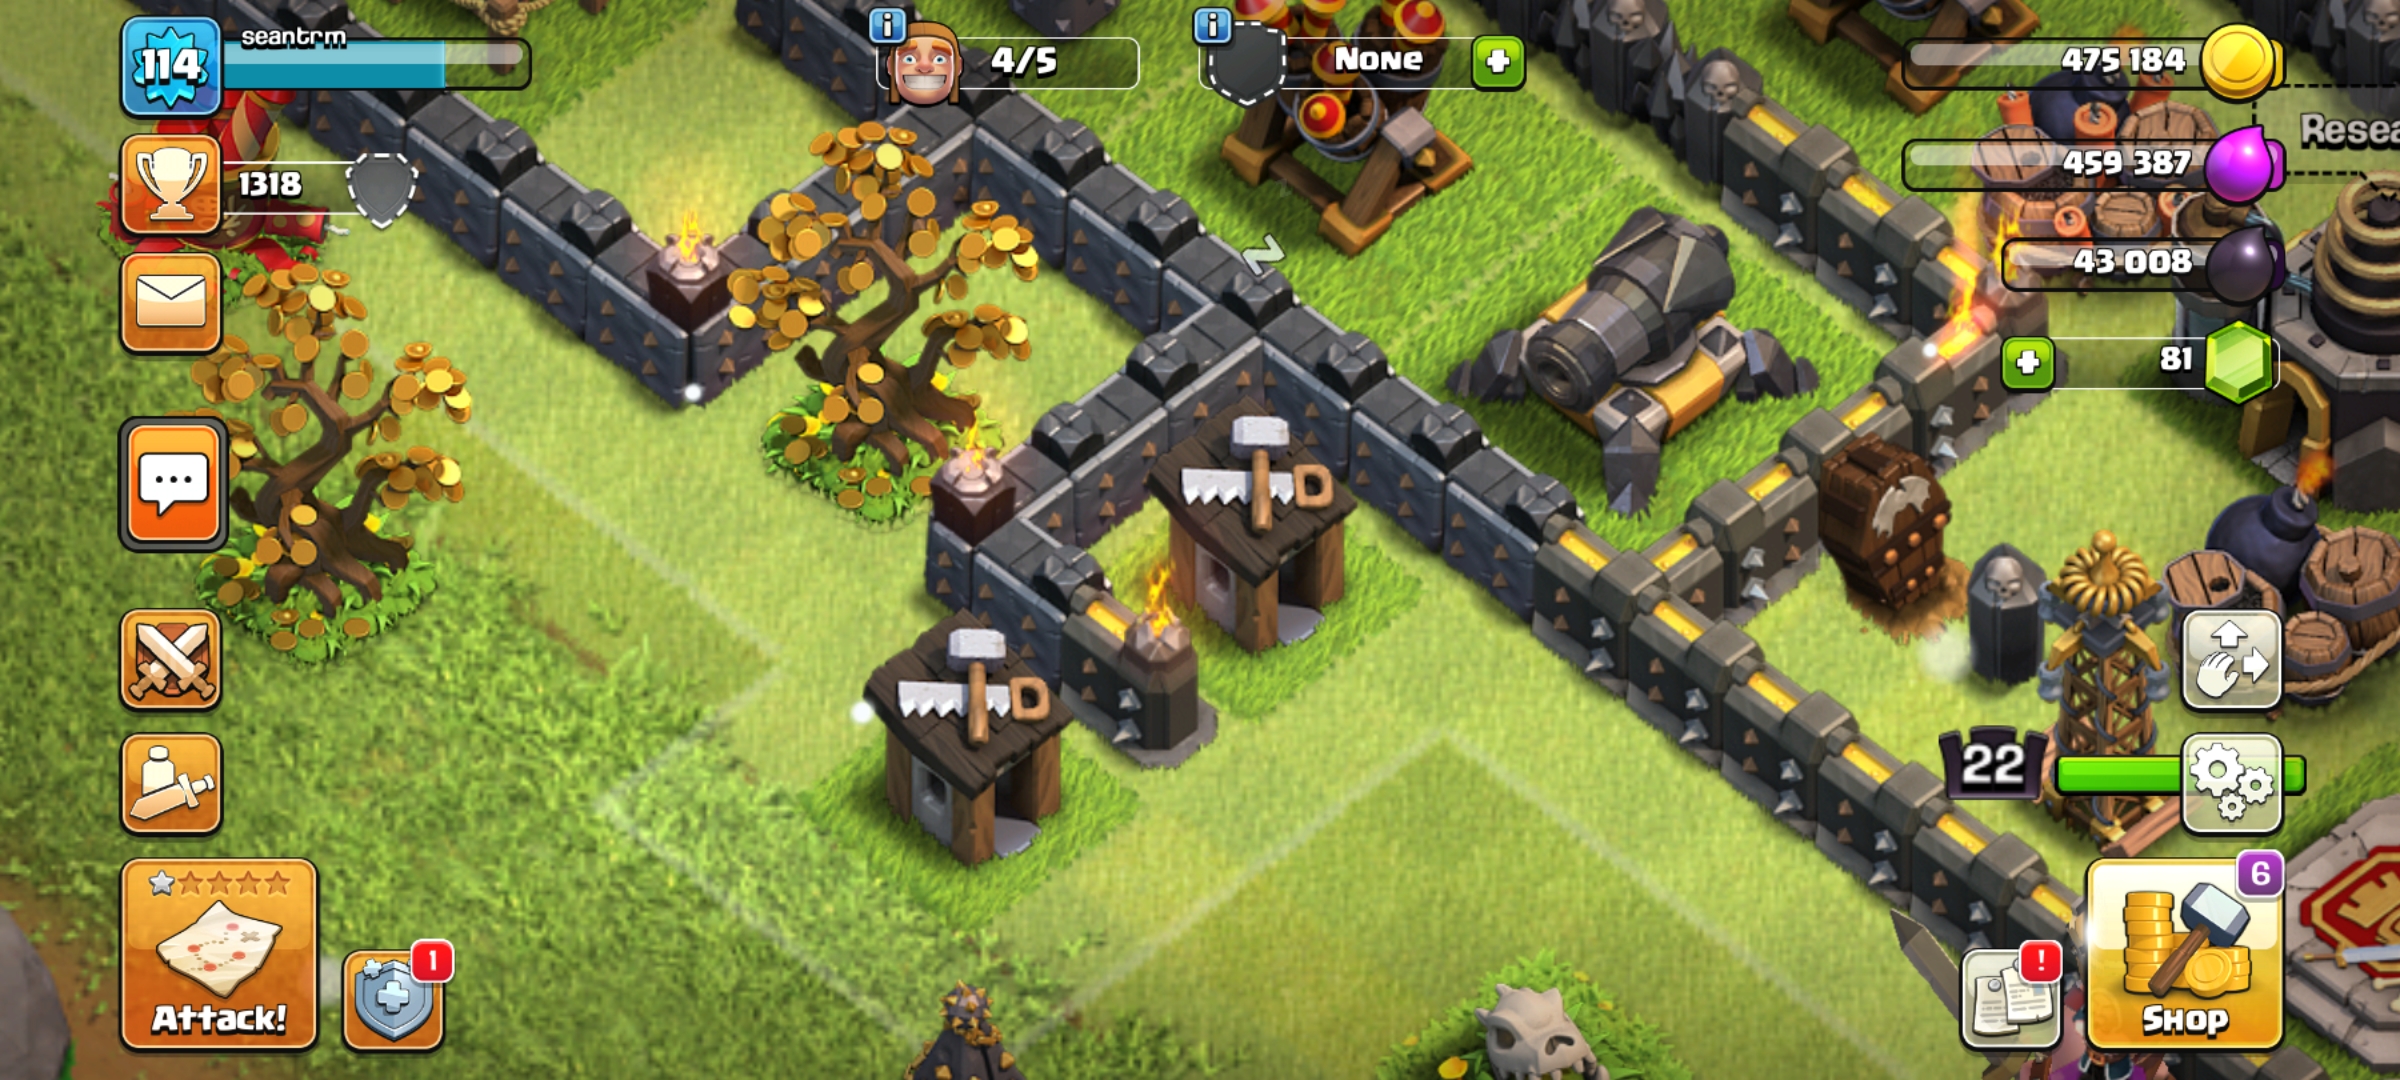 114
seantrm
4/5
None
475 184
459 387
Resea
1318
43 008
81
22
6
Attack!
1
!
Shop